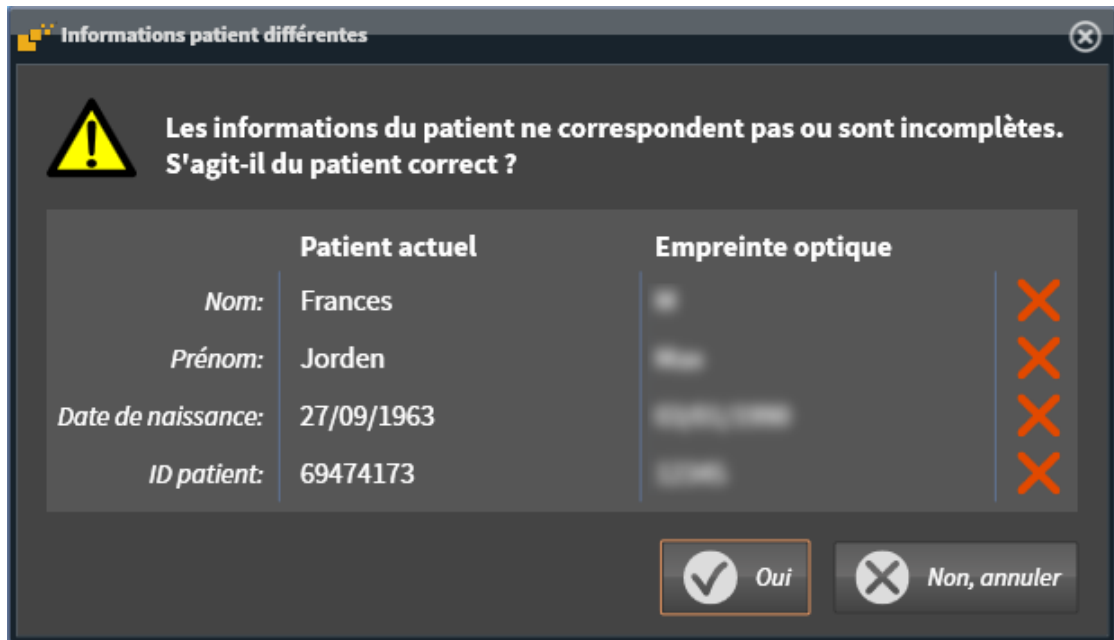 Informations patient différentes
Les informations du patient ne correspondent pas ou sont incomplètes.
S'agit-il du patient correct ?
Patient actuel Empreinte optique
Nom: Frances
Prénom: Jorden
Date de naissance: 27/09/1963
ID patient: 69474173
Oui Non, annuler